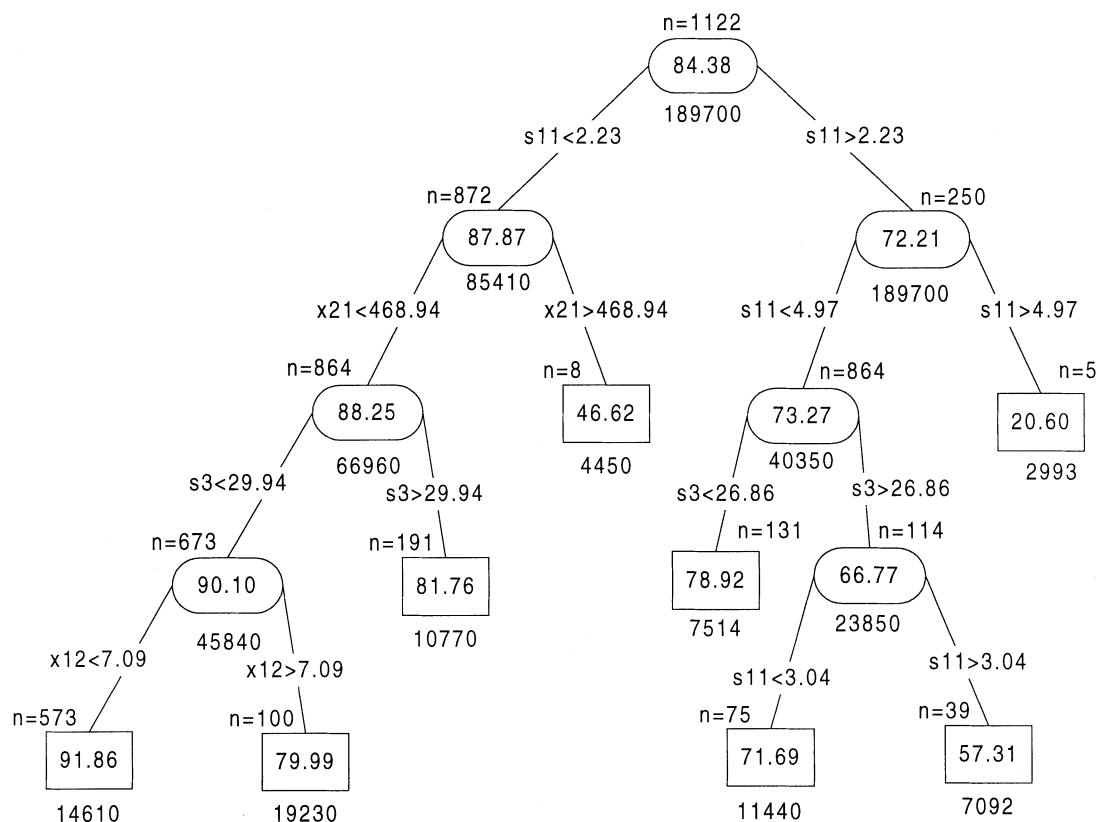 n=1122
84.38
189700
s11<2.23
s11>2.23
n=872
87.87
85410
n=250
72.21
189700
x21<468.94
x21>468.94
s11<4.97
s11>4.97
n=864
88.25
66960
n=8
46.62
4450
n=864
73.27
40350
n=5
20.60
2993
s3<29.94
s3>29.94
s3<26.86
s3>26.86
n=673
90.10
45840
n=191
81.76
10770
n=131
78.92
7514
n=114
66.77
23850
x12<7.09
x12>7.09
s11<3.04
s11>3.04
n=573
91.86
14610
n=100
79.99
19230
n=75
71.69
11440
n=39
57.31
7092